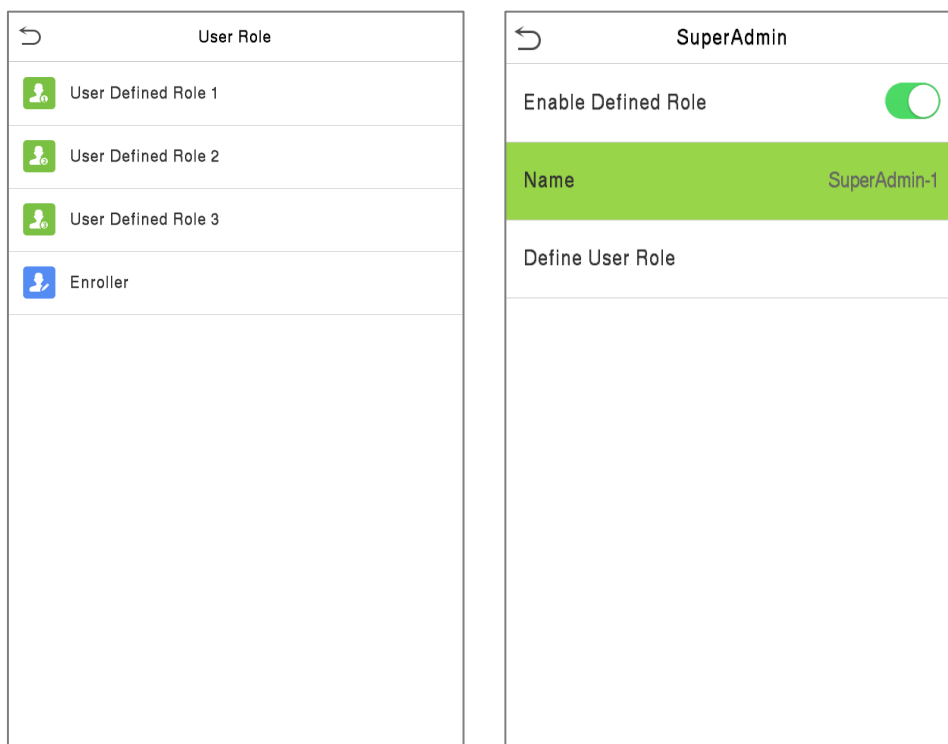 User Role
User Defined Role 1
User Defined Role 2
User Defined Role 3
Enroller
SuperAdmin
Enable Defined Role
Name SuperAdmin-1
Define User Role